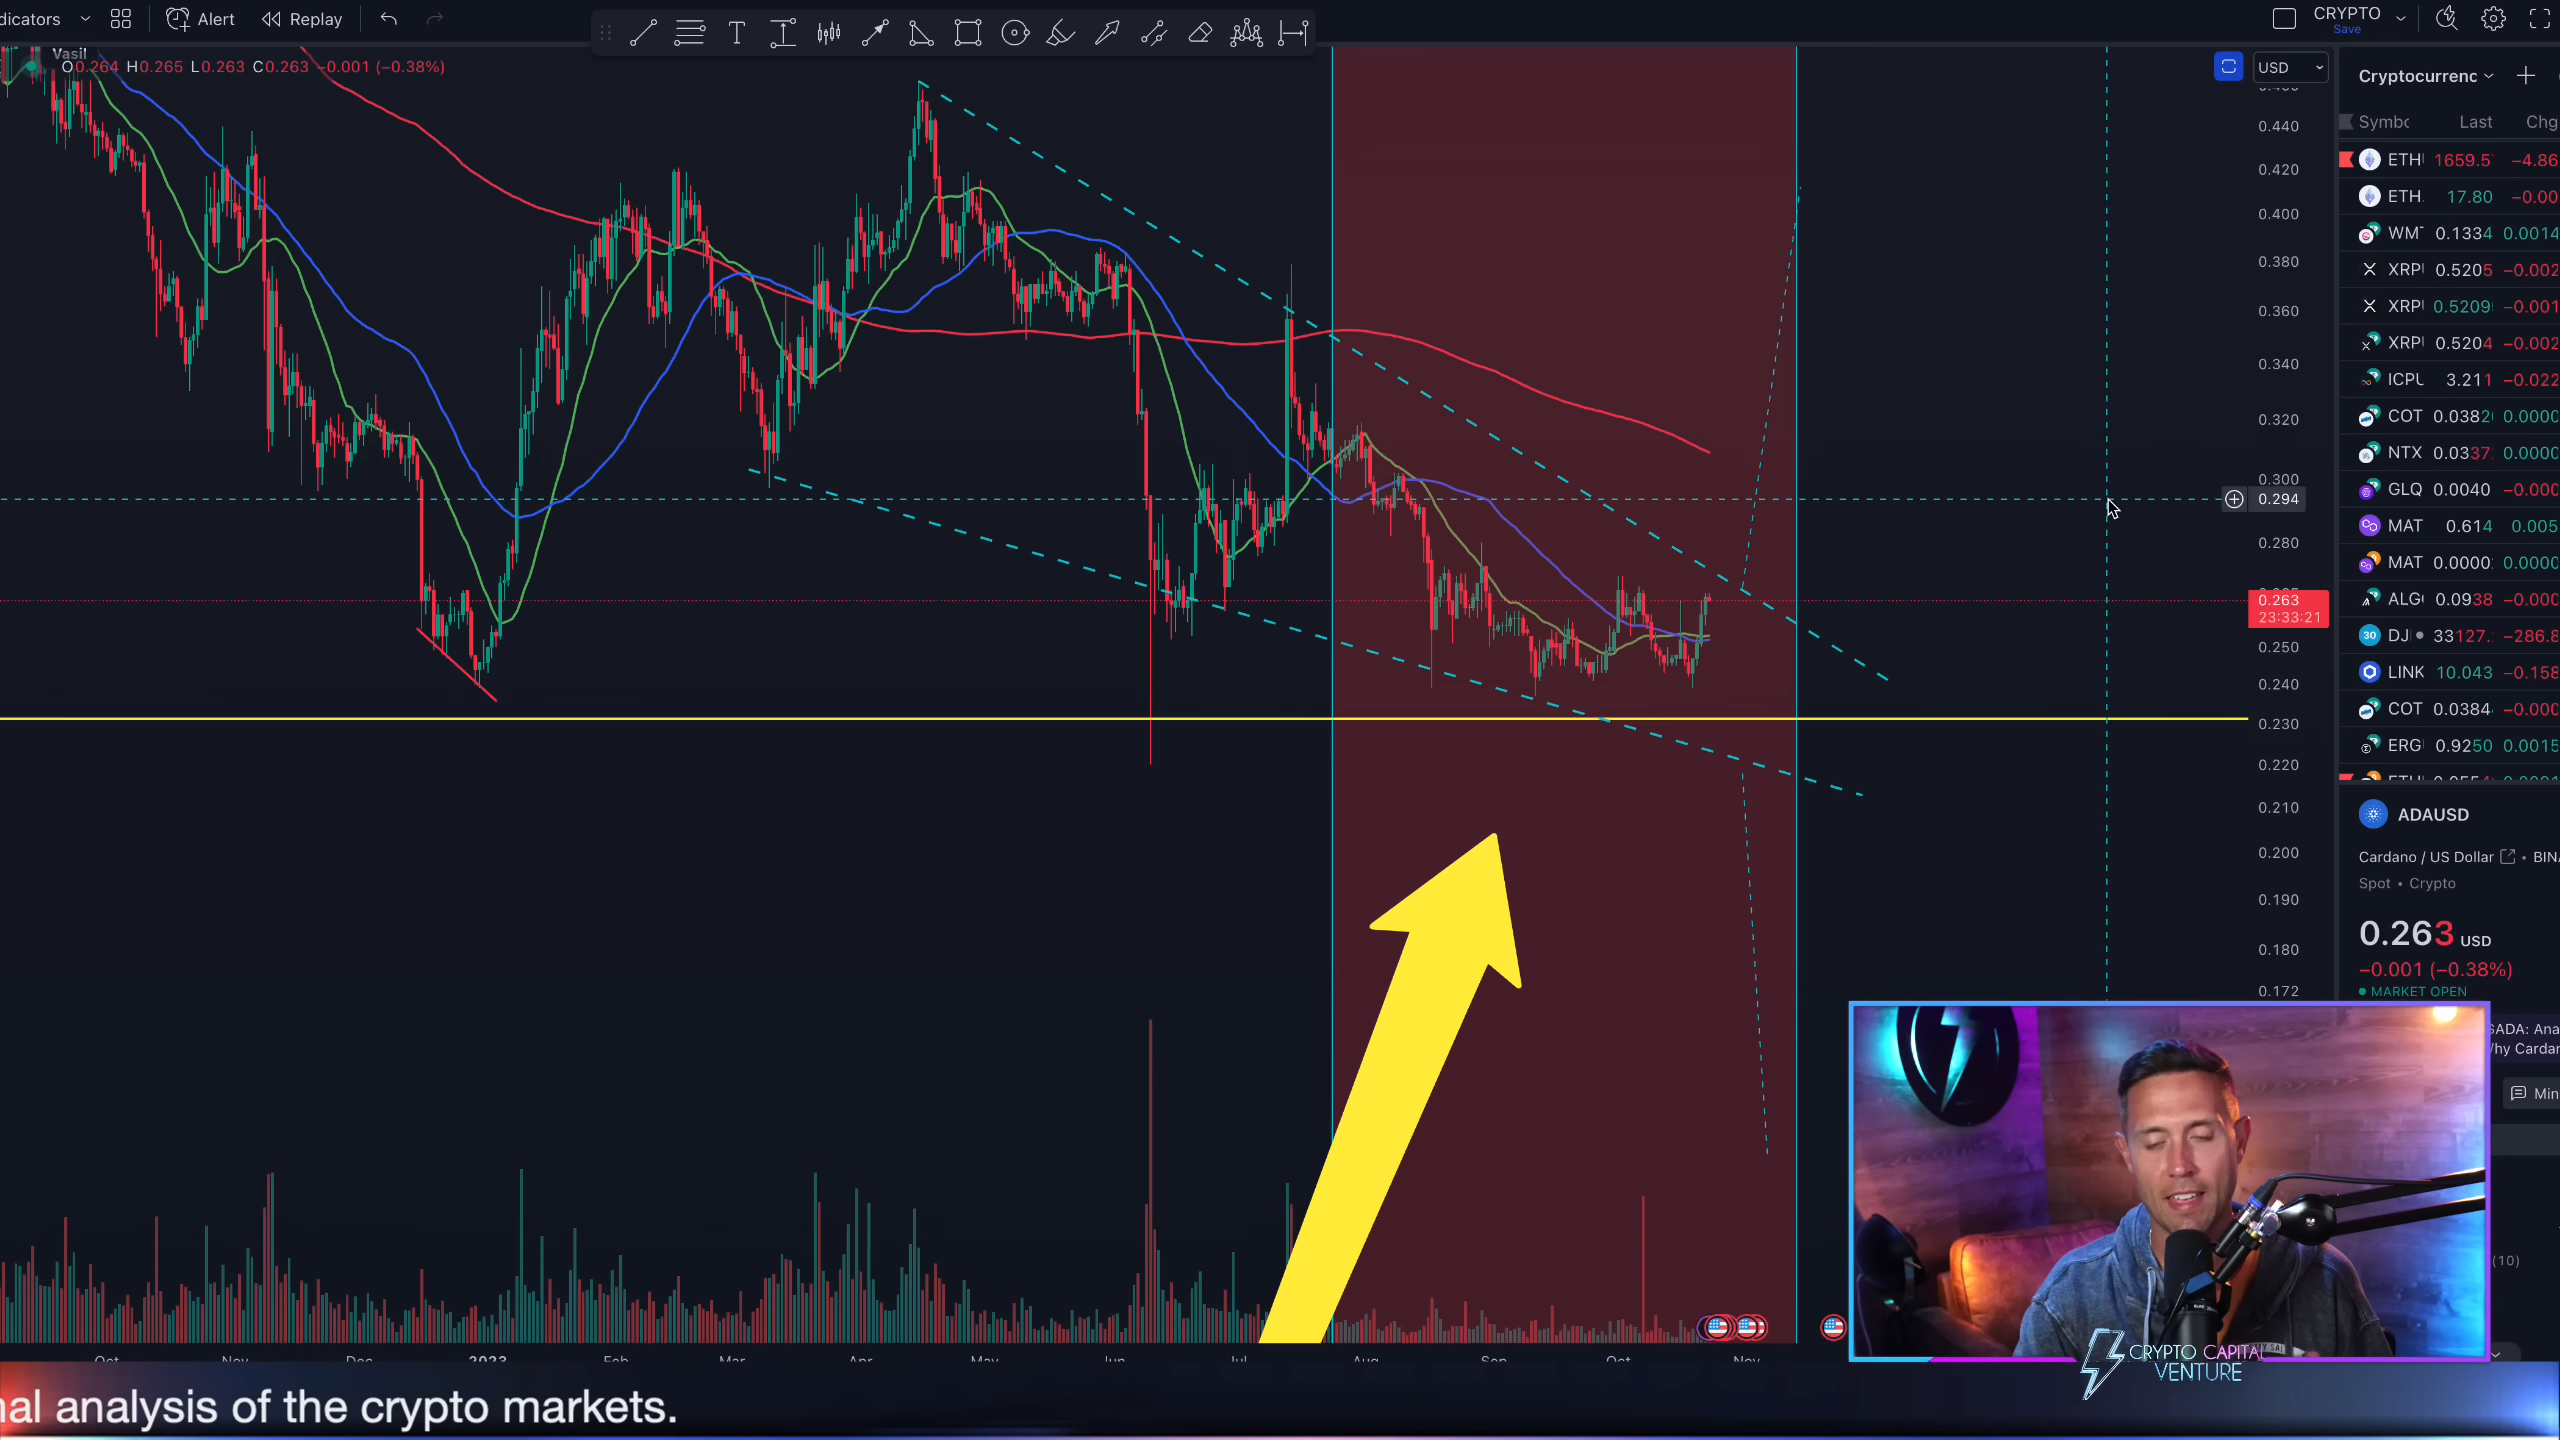 dicators
Alert
Replay
CRYPTO
Save
Vasil
O0.264 H0.265 L0.263 C0.263 −0.001 (−0.38%)
USD
0.440
0.420
0.400
0.380
0.360
0.340
0.320
0.300
0.294
0.280
0.263
23:33:21
0.250
0.240
0.230
0.220
0.210
0.200
0.190
0.180
0.172
Cryptocurrenc
Symbc Last Chg
ETH 1659.5 −4.86
ETH. 17.80 −0.00
WM 0.1334 0.0014
XRP 0.5205 −0.002
XRP 0.5209 −0.001
XRP 0.5204 −0.002
ICPL 3.211 −0.022
COT 0.0382 0.0000
NTX 0.0337 0.0000
GLQ 0.0040 −0.000
MAT 0.614 0.005
MAT 0.0000 0.0000
ALG 0.0938 −0.000
30 DJ 33127. −286.8
LINK 10.043 −0.158
COT 0.0384 −0.000
ERG 0.9250 0.0015
ADAUSD
Cardano / US Dollar • BIN
Spot • Crypto
0.263 USD
−0.001 (−0.38%)
MARKET OPEN
ADA: Ana
hy Cardar
Min
(10)
Oct Nov Dec 2023 Feb Mar Apr May Jun Jul Aug Sep Oct Nov
CRYPTO CAPITAL
VENTURE
nal analysis of the crypto markets.